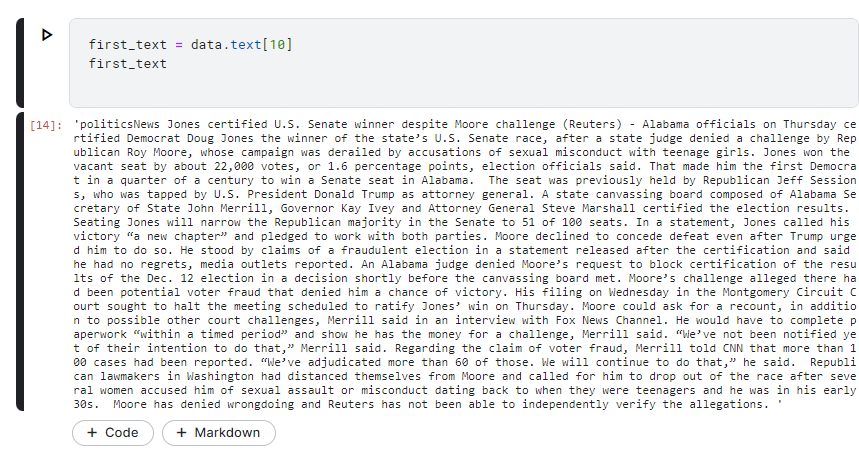 first_text = data.text[10]
first_text
[14]: 'politicsNews Jones certified U.S. Senate winner despite Moore challenge (Reuters) - Alabama officials on Thursday ce
rtified Democrat Doug Jones the winner of the state’s U.S. Senate race, after a state judge denied a challenge by Rep
ublican Roy Moore, whose campaign was derailed by accusations of sexual misconduct with teenage girls. Jones won the
vacant seat by about 22,000 votes, or 1.6 percentage points, election officials said. That made him the first Democra
t in a quarter of a century to win a Senate seat in Alabama.  The seat was previously held by Republican Jeff Session
s, who was tapped by U.S. President Donald Trump as attorney general. A state canvassing board composed of Alabama Se
cretary of State John Merrill, Governor Kay Ivey and Attorney General Steve Marshall certified the election results.
Seating Jones will narrow the Republican majority in the Senate to 51 of 100 seats. In a statement, Jones called his
victory “a new chapter” and pledged to work with both parties. Moore declined to concede defeat even after Trump urge
d him to do so. He stood by claims of a fraudulent election in a statement released after the certification and said
he had no regrets, media outlets reported. An Alabama judge denied Moore’s request to block certification of the resu
lts of the Dec. 12 election in a decision shortly before the canvassing board met. Moore’s challenge alleged there ha
d been potential voter fraud that denied him a chance of victory. His filing on Wednesday in the Montgomery Circuit C
ourt sought to halt the meeting scheduled to ratify Jones’ win on Thursday. Moore could ask for a recount, in additio
n to possible other court challenges, Merrill said in an interview with Fox News Channel. He would have to complete p
aperwork “within a timed period” and show he has the money for a challenge, Merrill said. “We’ve not been notified ye
t of their intention to do that,” Merrill said. Regarding the claim of voter fraud, Merrill told CNN that more than 1
00 cases had been reported. “We’ve adjudicated more than 60 of those. We will continue to do that,” he said.  Republi
can lawmakers in Washington had distanced themselves from Moore and called for him to drop out of the race after seve
ral women accused him of sexual assault or misconduct dating back to when they were teenagers and he was in his early
30s.  Moore has denied wrongdoing and Reuters has not been able to independently verify the allegations. '
+ Code + Markdown